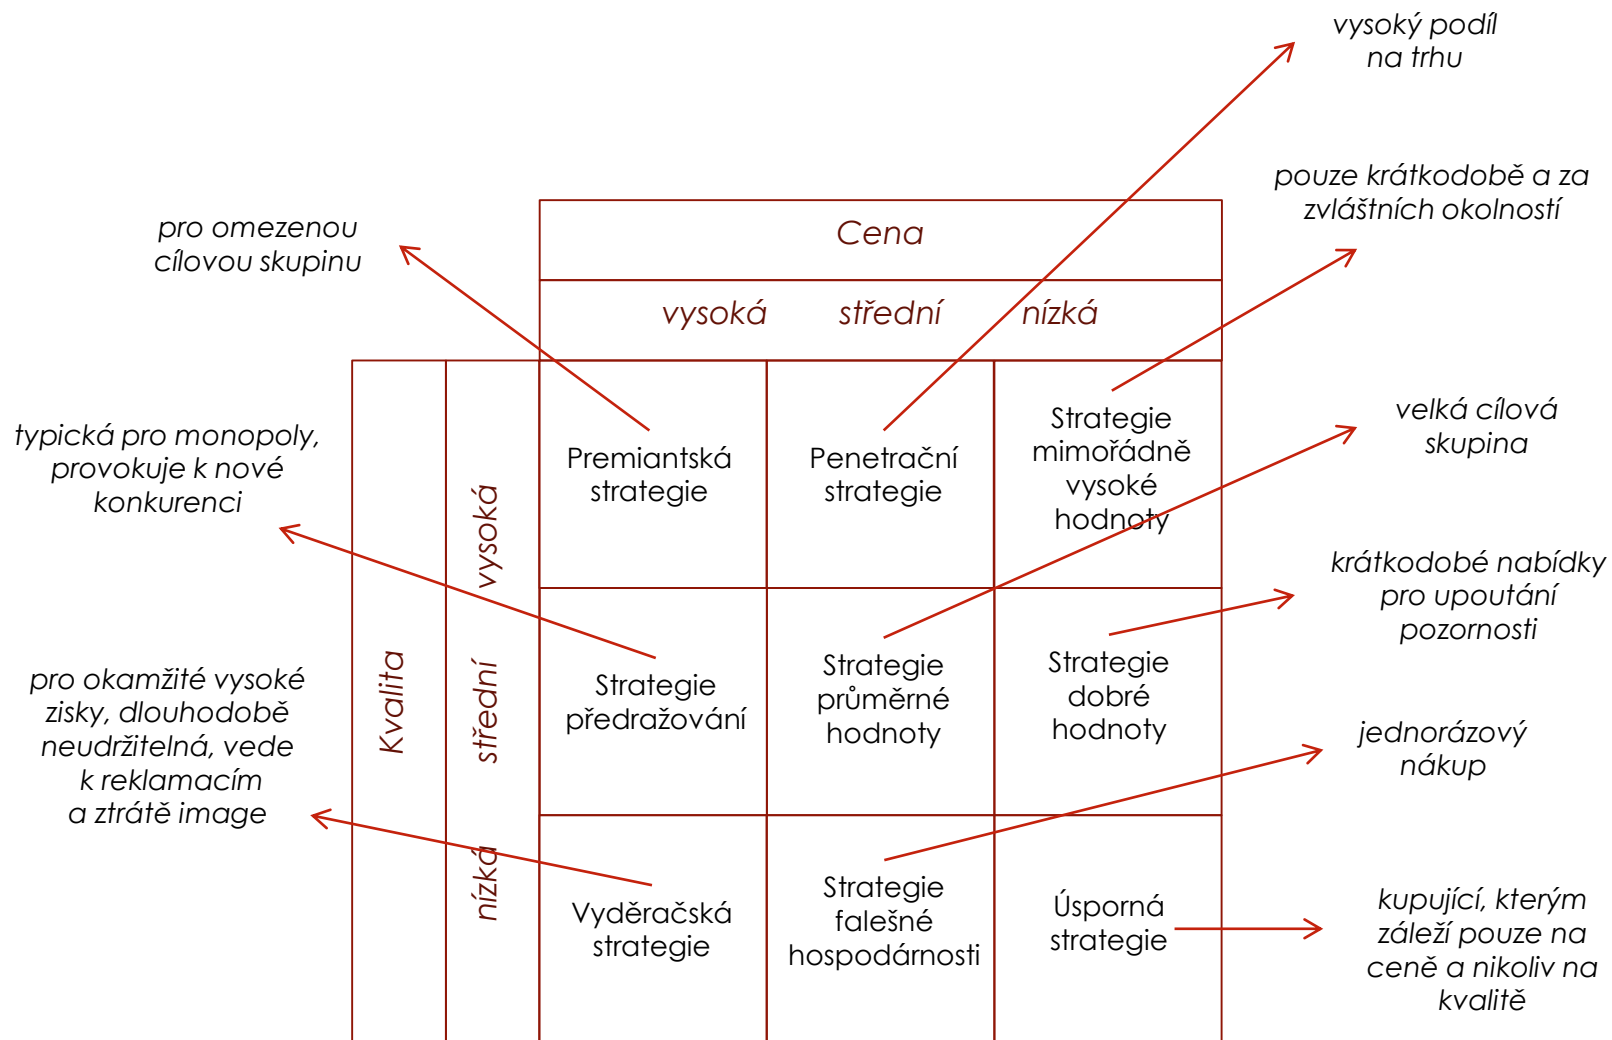 vysoký podíl
na trhu
pouze krátkodobě a za
zvláštních okolností
pro omezenou
cílovou skupinu
Cena
vysoká střední nízká
typická pro monopoly,
provokuje k nové
konkurenci
velká cílová
skupina
Kvalita
vysoká
střední
nízká
Premiantská
strategie
Penetrační
strategie
Strategie
mimořádně
vysoké
hodnoty
krátkodobé nabídky
pro upoutání
pozornosti
pro okamžité vysoké
zisky, dlouhodobě
neudržitelná, vede
k reklamacím
a ztrátě image
Strategie
předražování
Strategie
průměrné
hodnoty
Strategie
dobré
hodnoty
jednorázový
nákup
Vyděračská
strategie
Strategie
falešné
hospodárnosti
Úsporná
strategie
kupující, kterým
záleží pouze na
ceně a nikoliv na
kvalitě